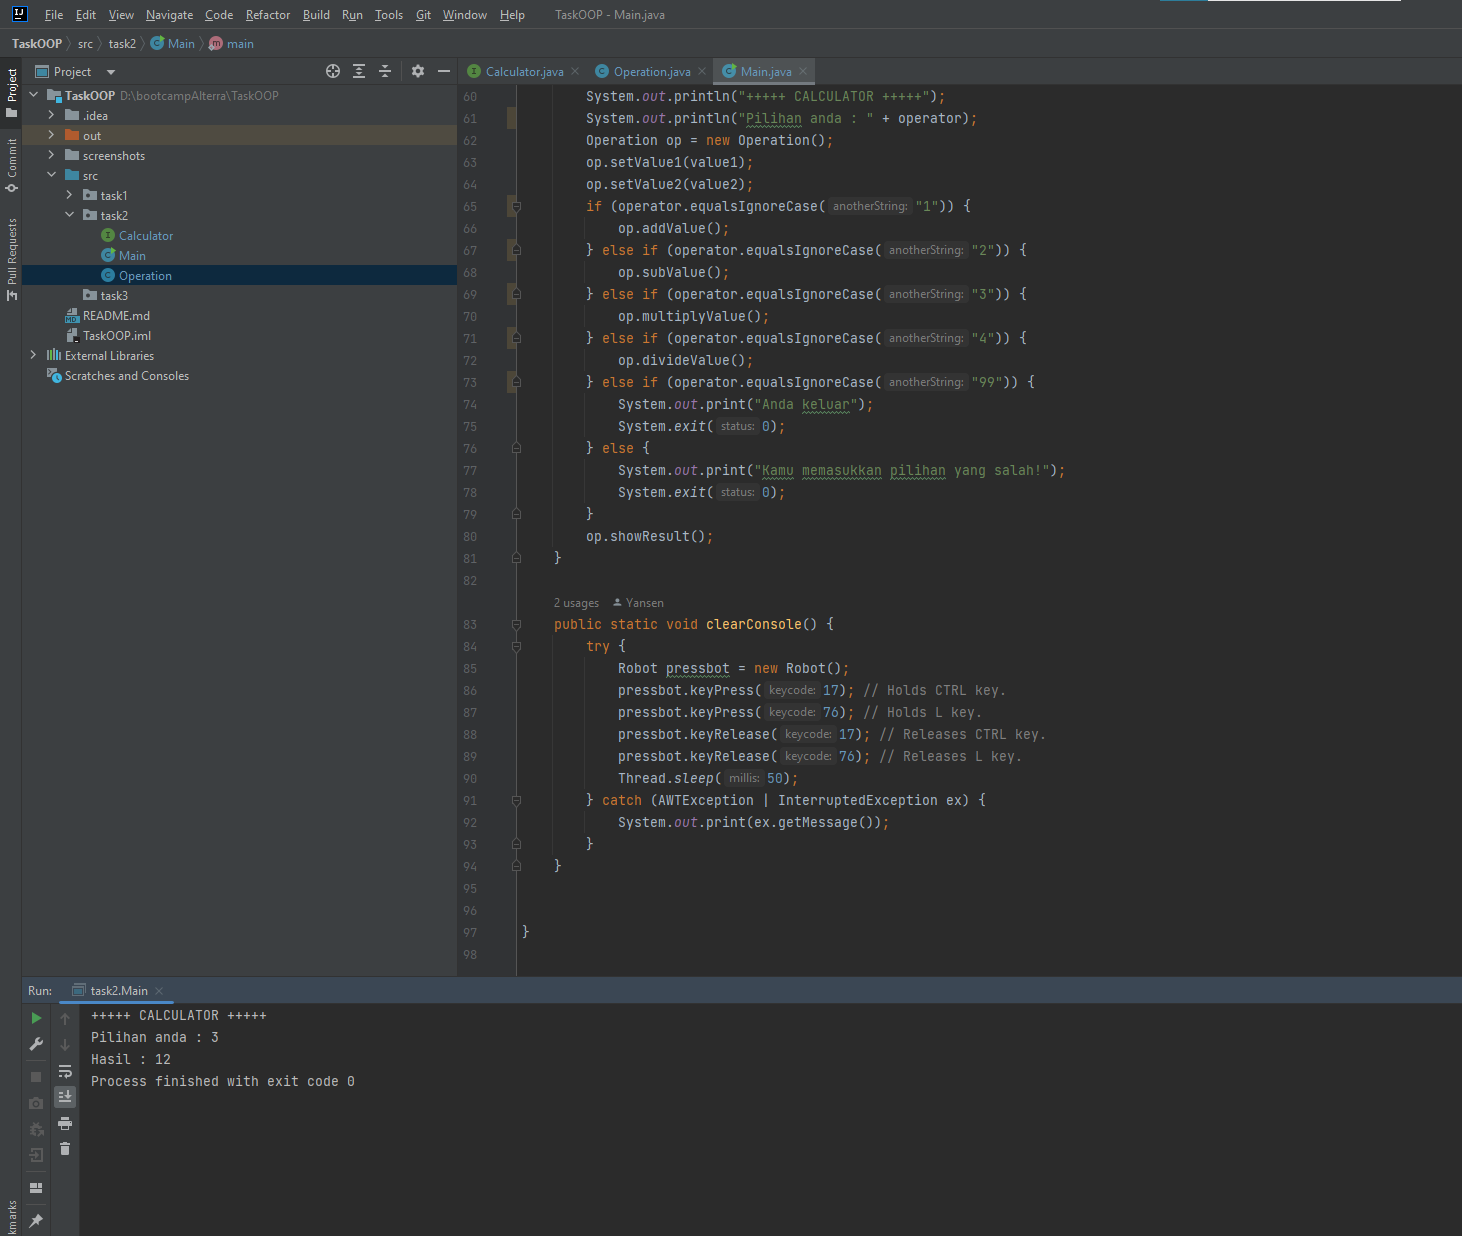 File Edit View Navigate Code Refactor Build Run Tools Git Window Help TaskOOP - Main.java
TaskOOP src task2 Main main
Project
Commit
Pull Requests
kmarks
Project
TaskOOP D:\bootcampAlterra\TaskOOP
.idea
out
screenshots
src
task1
task2
Calculator
Main
Operation
task3
README.md
TaskOOP.iml
External Libraries
Scratches and Consoles
Calculator.java Operation.java Main.java
60 System.out.println("+++++ CALCULATOR +++++");
61 System.out.println("Pilihan anda : " + operator);
62 Operation op = new Operation();
63 op.setValue1(value1);
64 op.setValue2(value2);
65 if (operator.equalsIgnoreCase( anotherString: "1")) {
66 op.addValue();
67 } else if (operator.equalsIgnoreCase( anotherString: "2")) {
68 op.subValue();
69 } else if (operator.equalsIgnoreCase( anotherString: "3")) {
70 op.multiplyValue();
71 } else if (operator.equalsIgnoreCase( anotherString: "4")) {
72 op.divideValue();
73 } else if (operator.equalsIgnoreCase( anotherString: "99")) {
74 System.out.print("Anda keluar");
75 System.exit( status: 0);
76 } else {
77 System.out.print("Kamu memasukkan pilihan yang salah!");
78 System.exit( status: 0);
79 }
80 op.showResult();
81 }
82
2 usages Yansen
83 public static void clearConsole() {
84 try {
85 Robot pressbot = new Robot();
86 pressbot.keyPress( keycode: 17); // Holds CTRL key.
87 pressbot.keyPress( keycode: 76); // Holds L key.
88 pressbot.keyRelease( keycode: 17); // Releases CTRL key.
89 pressbot.keyRelease( keycode: 76); // Releases L key.
90 Thread.sleep( millis: 50);
91 } catch (AWTException | InterruptedException ex) {
92 System.out.print(ex.getMessage());
93 }
94 }
95
96
97 }
98
Run: task2.Main
+++++ CALCULATOR +++++
Pilihan anda : 3
Hasil : 12
Process finished with exit code 0